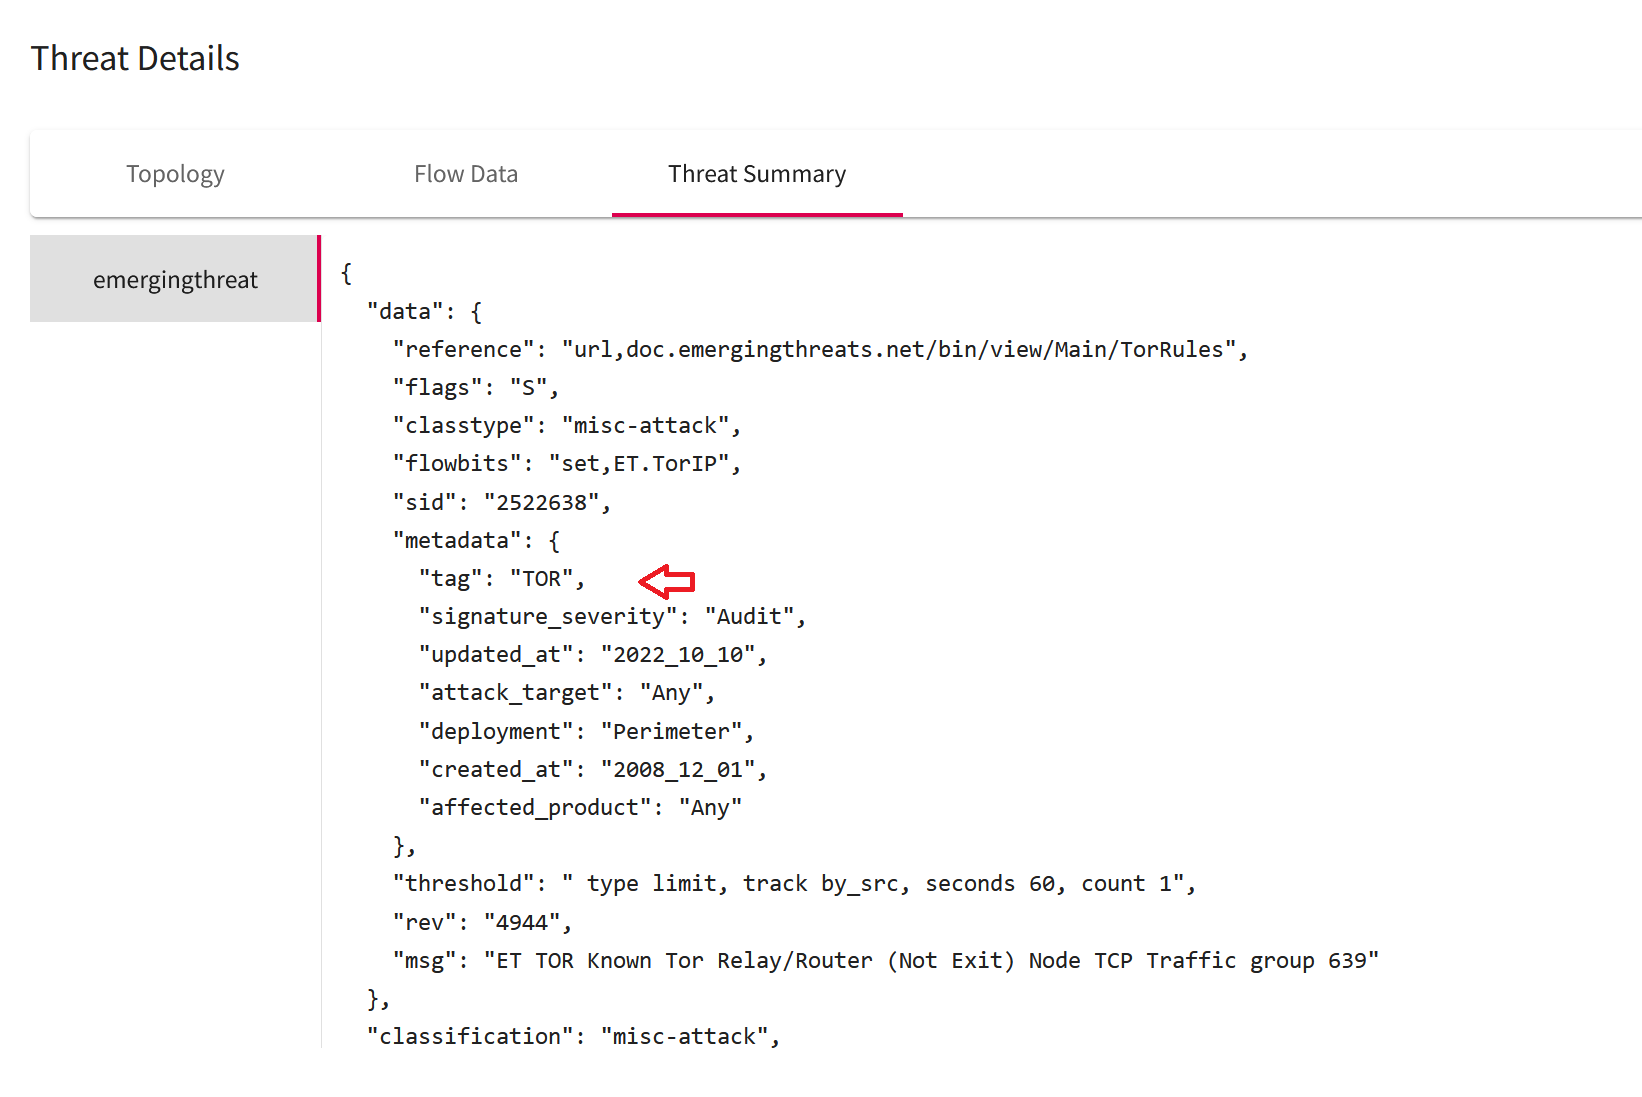 Threat Details
Topology
Flow Data
Threat Summary
emergingthreat
{
"data": {
"reference": "url,doc.emergingthreats.net/bin/view/Main/TorRules",
"flags": "S",
"classtype": "misc-attack",
"flowbits": "set,ET.TorIP",
"sid": "2522638",
"metadata": {
"tag": "TOR",
"signature_severity": "Audit",
"updated_at": "2022_10_10",
"attack_target": "Any",
"deployment": "Perimeter",
"created_at": "2008_12_01",
"affected_product": "Any"
},
"threshold": " type limit, track by_src, seconds 60, count 1",
"rev": "4944",
"msg": "ET TOR Known Tor Relay/Router (Not Exit) Node TCP Traffic group 639"
},
"classification": "misc-attack",